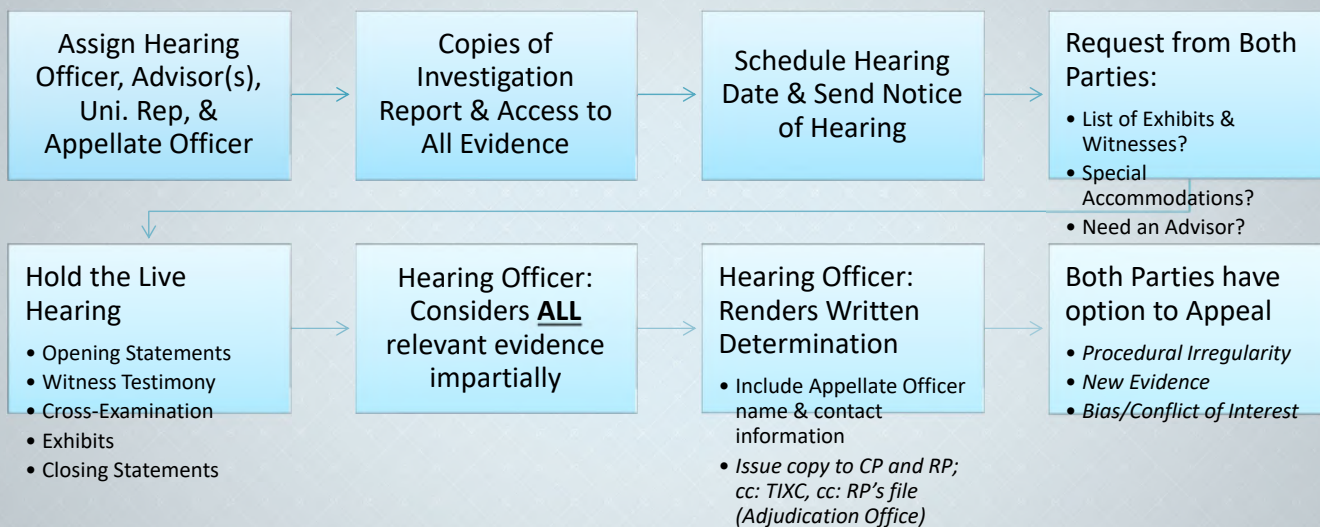 Assign Hearing
Officer, Advisor(s),
Uni. Rep, &
Appellate Officer
Copies of
Investigation
Report & Access to
All Evidence
Schedule Hearing
Date & Send Notice
of Hearing
Request from Both
Parties:
• List of Exhibits &
Witnesses?
• Special
Accommodations?
• Need an Advisor?
Hold the Live
Hearing
• Opening Statements
• Witness Testimony
• Cross-Examination
• Exhibits
• Closing Statements
Hearing Officer:
Considers ALL
relevant evidence
impartially
Hearing Officer:
Renders Written
Determination
• Include Appellate Officer
name & contact
information
• Issue copy to CP and RP;
cc: TIXC, cc: RP's file
(Adjudication Office)
Both Parties have
option to Appeal
• Procedural Irregularity
• New Evidence
• Bias/Conflict of Interest